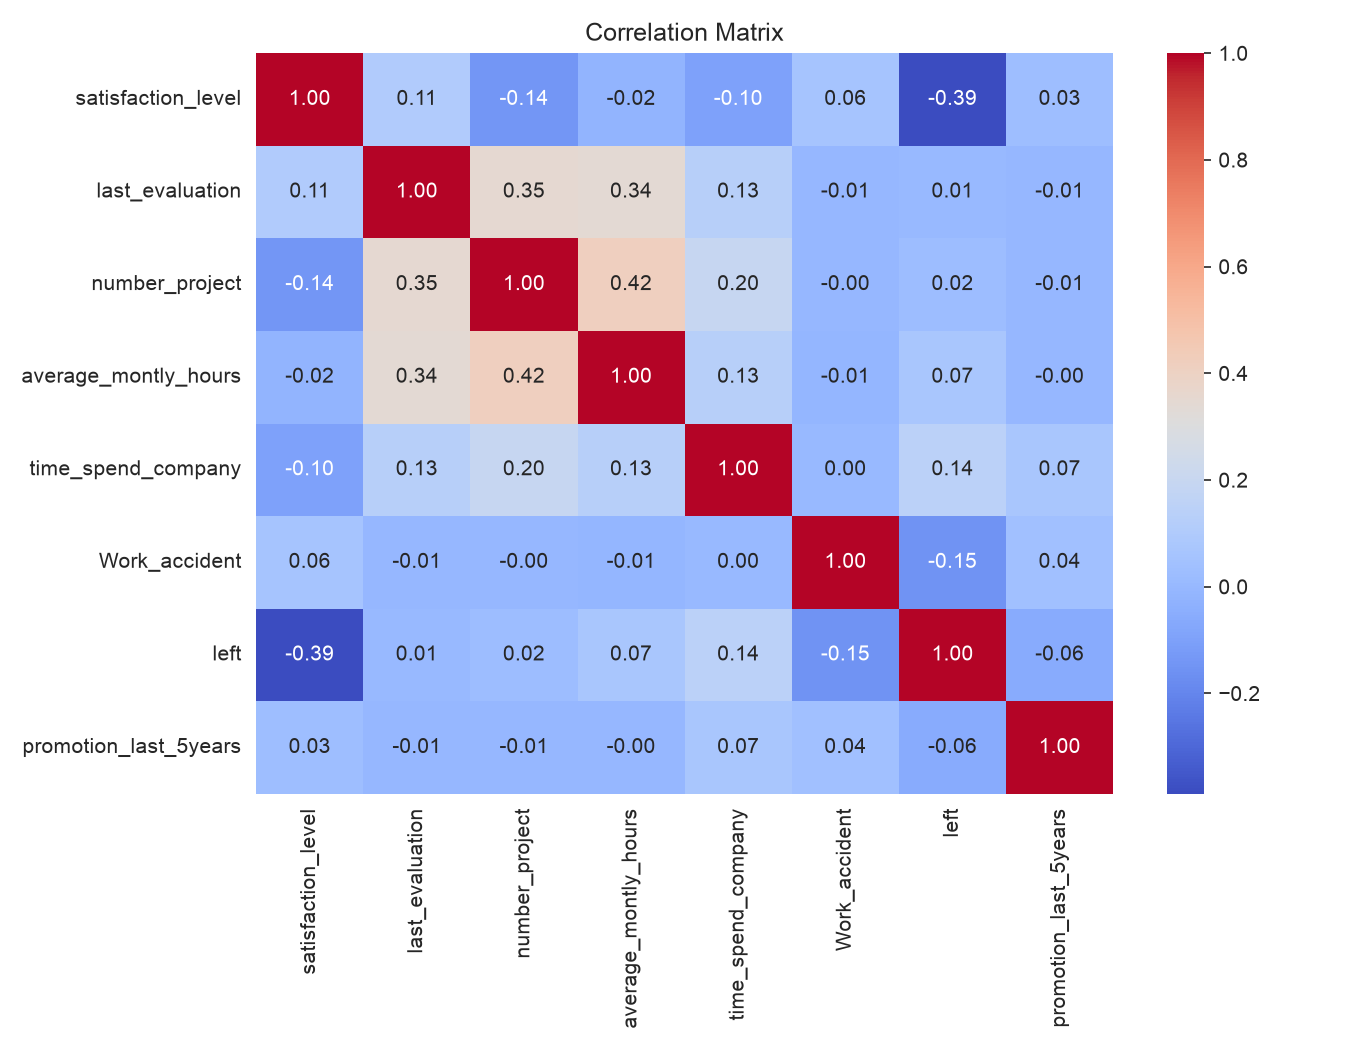 Correlation Matrix
satisfaction_level 1.00 0.11 -0.14 -0.02 -0.10 0.06 -0.39 0.03
last_evaluation 0.11 1.00 0.35 0.34 0.13 -0.01 0.01 -0.01
number_project -0.14 0.35 1.00 0.42 0.20 -0.00 0.02 -0.01
average_montly_hours -0.02 0.34 0.42 1.00 0.13 -0.01 0.07 -0.00
time_spend_company -0.10 0.13 0.20 0.13 1.00 0.00 0.14 0.07
Work_accident 0.06 -0.01 -0.00 -0.01 0.00 1.00 -0.15 0.04
left -0.39 0.01 0.02 0.07 0.14 -0.15 1.00 -0.06
promotion_last_5years 0.03 -0.01 -0.01 -0.00 0.07 0.04 -0.06 1.00
satisfaction_level
last_evaluation
number_project
average_montly_hours
time_spend_company
Work_accident
left
promotion_last_5years
1.0
0.8
0.6
0.4
0.2
0.0
−0.2